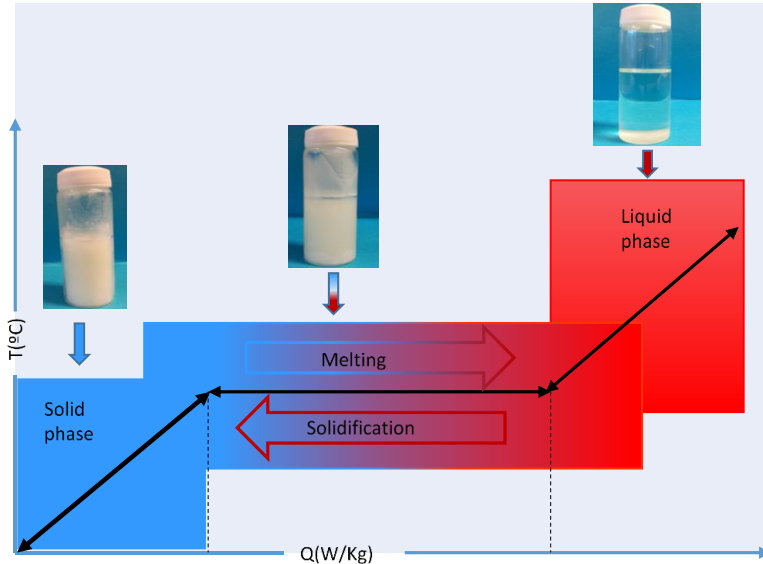 Liquid
phase
T(ºC)
Melting
Solid
phase
Solidification
Q(W/Kg)